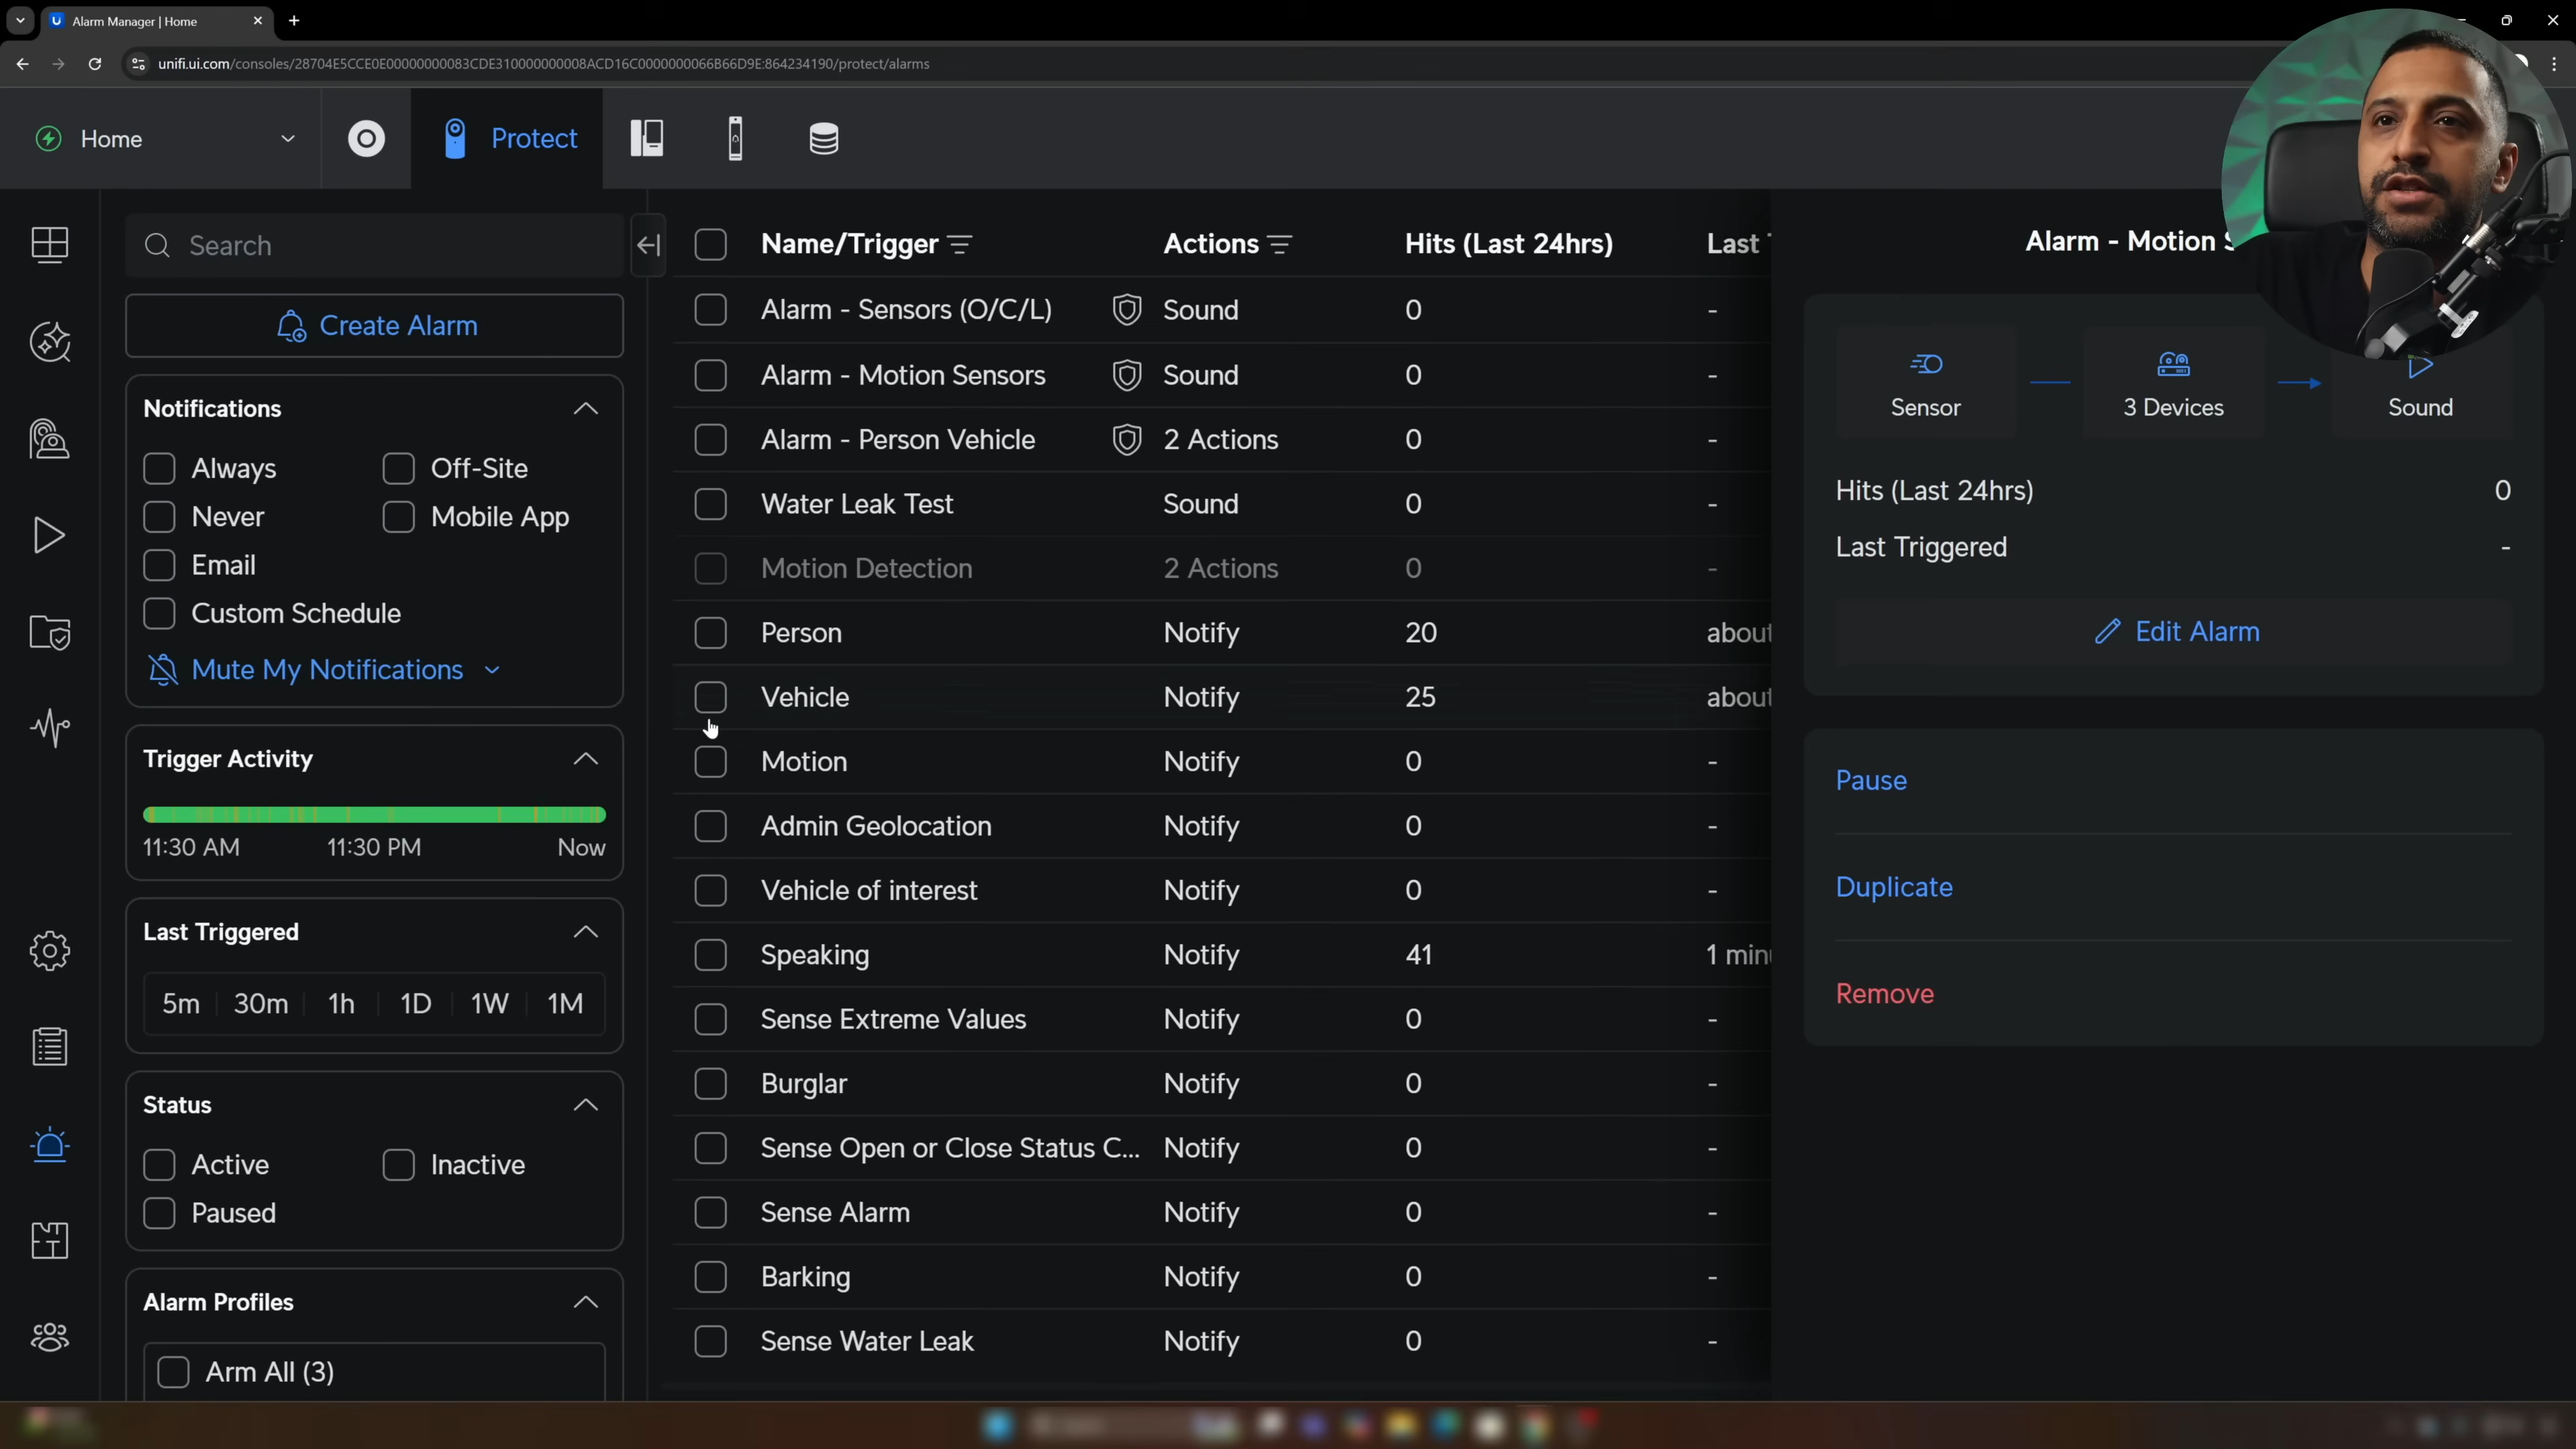 Alarm Manager | Home
unifi.ui.com/consoles/28704E5CCE0E00000000083CDE310000000008ACD16C0000000066B66D9E:864234190/protect/alarms
Home
Protect
Search
Create Alarm
Notifications
Always
Off-Site
Never
Mobile App
Email
Custom Schedule
Mute My Notifications
Trigger Activity
11:30 AM 11:30 PM Now
Last Triggered
5m 30m 1h 1D 1W 1M
Status
Active
Inactive
Paused
Alarm Profiles
Arm All (3)
Name/Trigger Actions Hits (Last 24hrs) Last
Alarm - Sensors (O/C/L) Sound 0 -
Alarm - Motion Sensors Sound 0 -
Alarm - Person Vehicle 2 Actions 0 -
Water Leak Test Sound 0 -
Motion Detection 2 Actions 0 -
Person Notify 20 about
Vehicle Notify 25 about
Motion Notify 0 -
Admin Geolocation Notify 0 -
Vehicle of interest Notify 0 -
Speaking Notify 41 1 min
Sense Extreme Values Notify 0 -
Burglar Notify 0 -
Sense Open or Close Status C... Notify 0 -
Sense Alarm Notify 0 -
Barking Notify 0 -
Sense Water Leak Notify 0 -
Alarm - Motion S
Sensor
3 Devices
Sound
Hits (Last 24hrs) 0
Last Triggered -
Edit Alarm
Pause
Duplicate
Remove